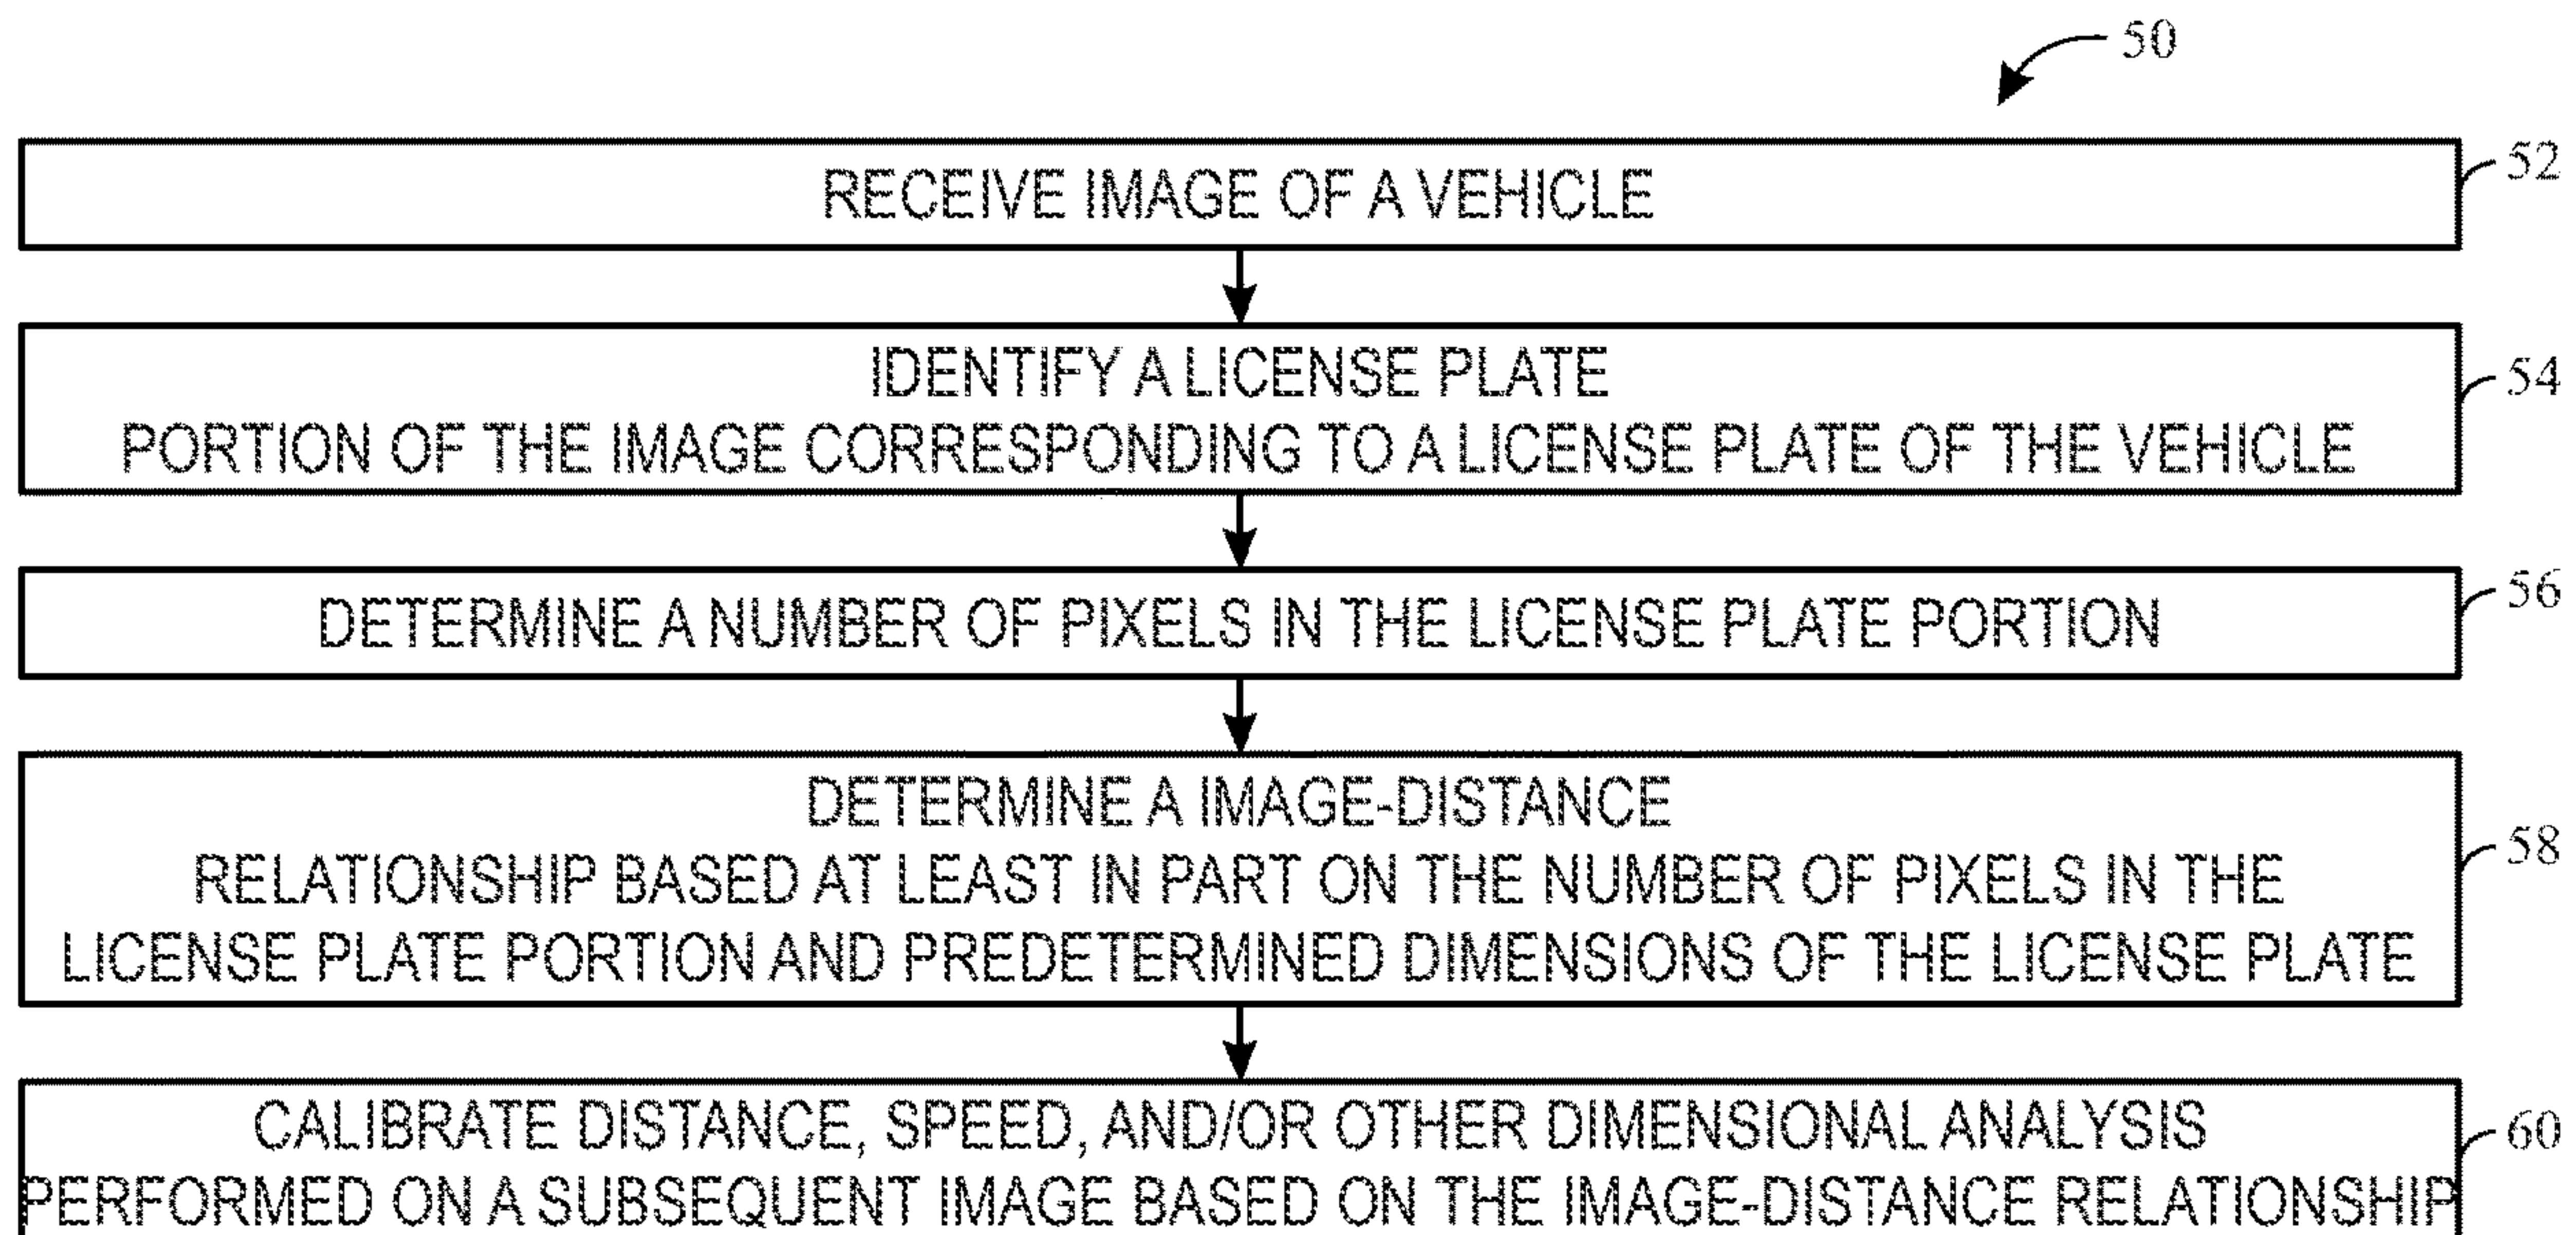 50
RECEIVE IMAGE OF A VEHICLE
52
IDENTIFY A LICENSE PLATE
PORTION OF THE IMAGE CORRESPONDING TO A LICENSE PLATE OF THE VEHICLE
54
DETERMINE A NUMBER OF PIXELS IN THE LICENSE PLATE PORTION
56
DETERMINE A IMAGE-DISTANCE
RELATIONSHIP BASED AT LEAST IN PART ON THE NUMBER OF PIXELS IN THE
LICENSE PLATE PORTION AND PREDETERMINED DIMENSIONS OF THE LICENSE PLATE
58
CALIBRATE DISTANCE, SPEED, AND/OR OTHER DIMENSIONAL ANALYSIS
PERFORMED ON A SUBSEQUENT IMAGE BASED ON THE IMAGE-DISTANCE RELATIONSHIP
60